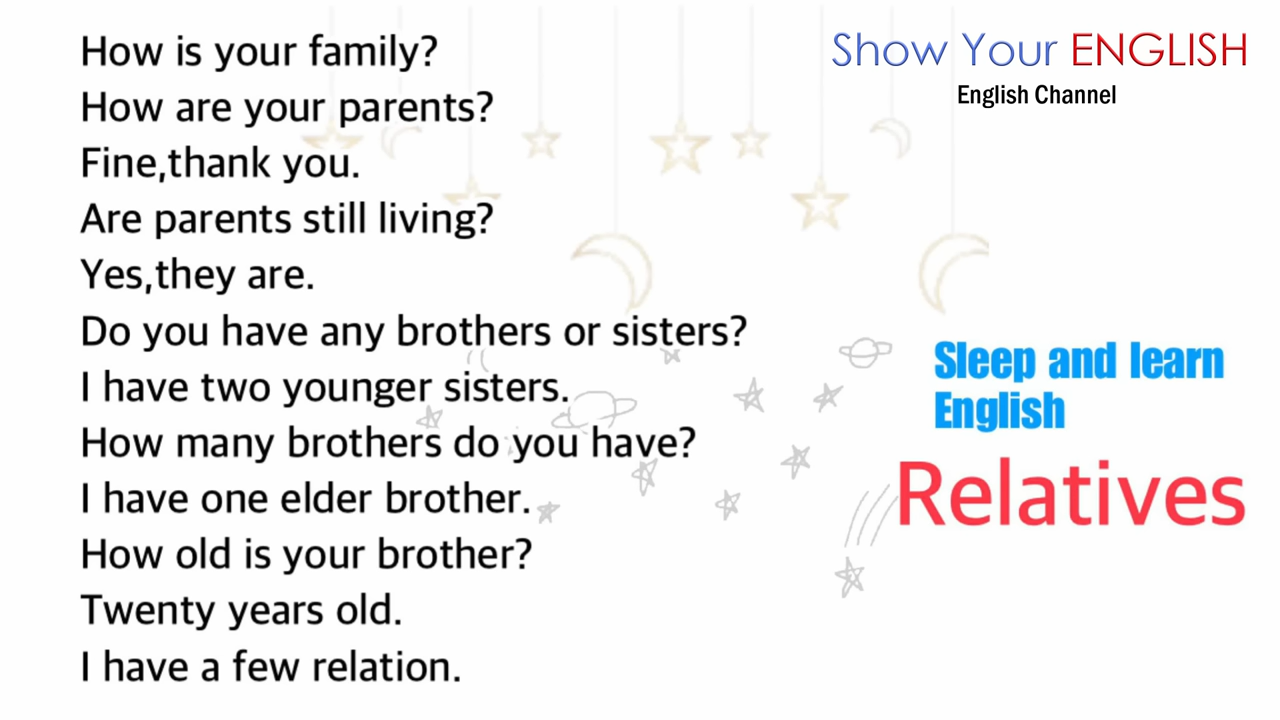 How is your family?
How are your parents?
Fine,thank you.
Are parents still living?
Yes,they are.
Do you have any brothers or sisters?
I have two younger sisters.
How many brothers do you have?
I have one elder brother.
How old is your brother?
Twenty years old.
I have a few relation.
Show Your ENGLISH
English Channel
Sleep and learn
English
Relatives